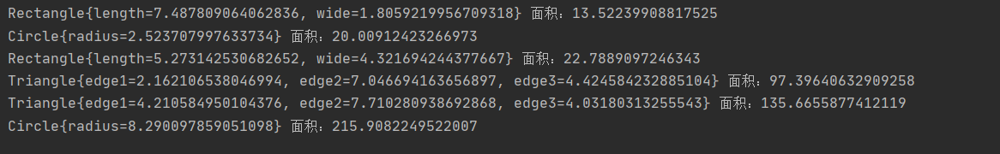 Rectangle{length=7.487809064062836, wide=1.8059219956709318} 面积：13.52239908817525
Circle{radius=2.523707997633734} 面积：20.00912423266973
Rectangle{length=5.273142530682652, wide=4.321694244377667} 面积：22.7889097246343
Triangle{edge1=2.162106538046994, edge2=7.046694163656897, edge3=4.424584232885104} 面积：97.39640632909258
Triangle{edge1=4.210584950104376, edge2=7.710280938692868, edge3=4.03180313255543} 面积：135.6655877412119
Circle{radius=8.290097859051098} 面积：215.9082249522007